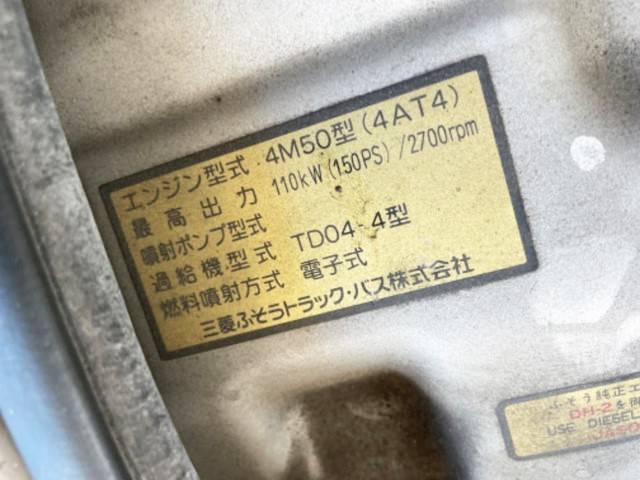 エンジン型式 4M50型(4AT4)
最高出力 110kW(150PS)/2700rpm
噴射ポンプ型式
過給機型式 TD04-4型
燃料噴射方式 電子式
三菱ふそうトラック・バス株式会社
ふそう純正エ
DH-2を
USE DIESEL
JASO